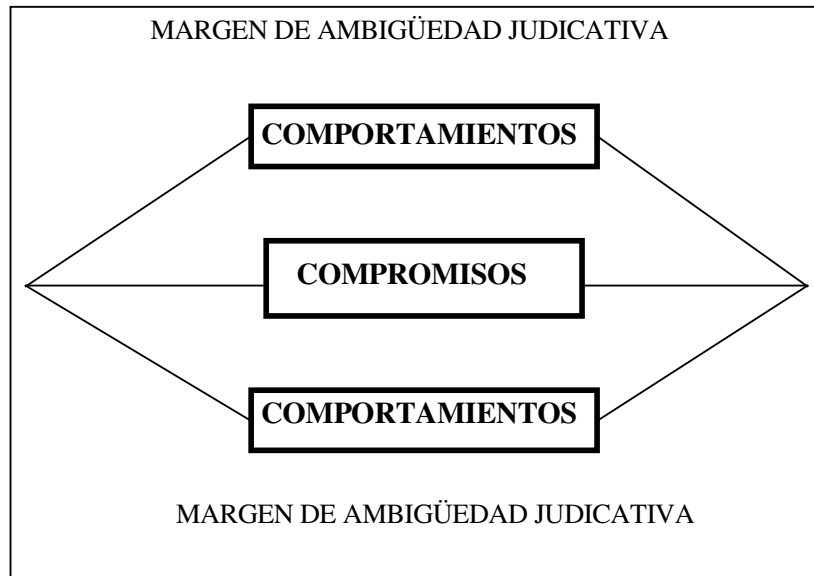 MARGEN DE AMBIGÜEDAD JUDICATIVA
COMPORTAMIENTOS
COMPROMISOS
COMPORTAMIENTOS
MARGEN DE AMBIGÜEDAD JUDICATIVA